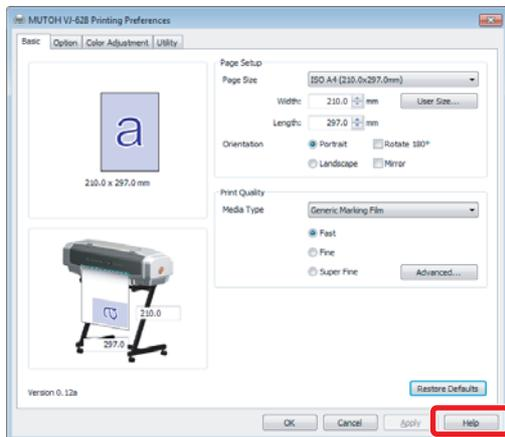 MUTOH VJ-628 Printing Preferences
Basic Option Color Adjustment Utility
a
210.0 x 297.0 mm
a
210.0
297.0
Version 0.12a
Page Setup
Page Size ISO A4 (210.0x297.0mm)
Width: 210.0 mm User Size...
Length: 297.0 mm
Orientation Portrait Rotate 180°
Landscape Mirror
Print Quality
Media Type Generic Marking Film
Fast
Fine
Super Fine Advanced...
Restore Defaults
OK Cancel Apply Help